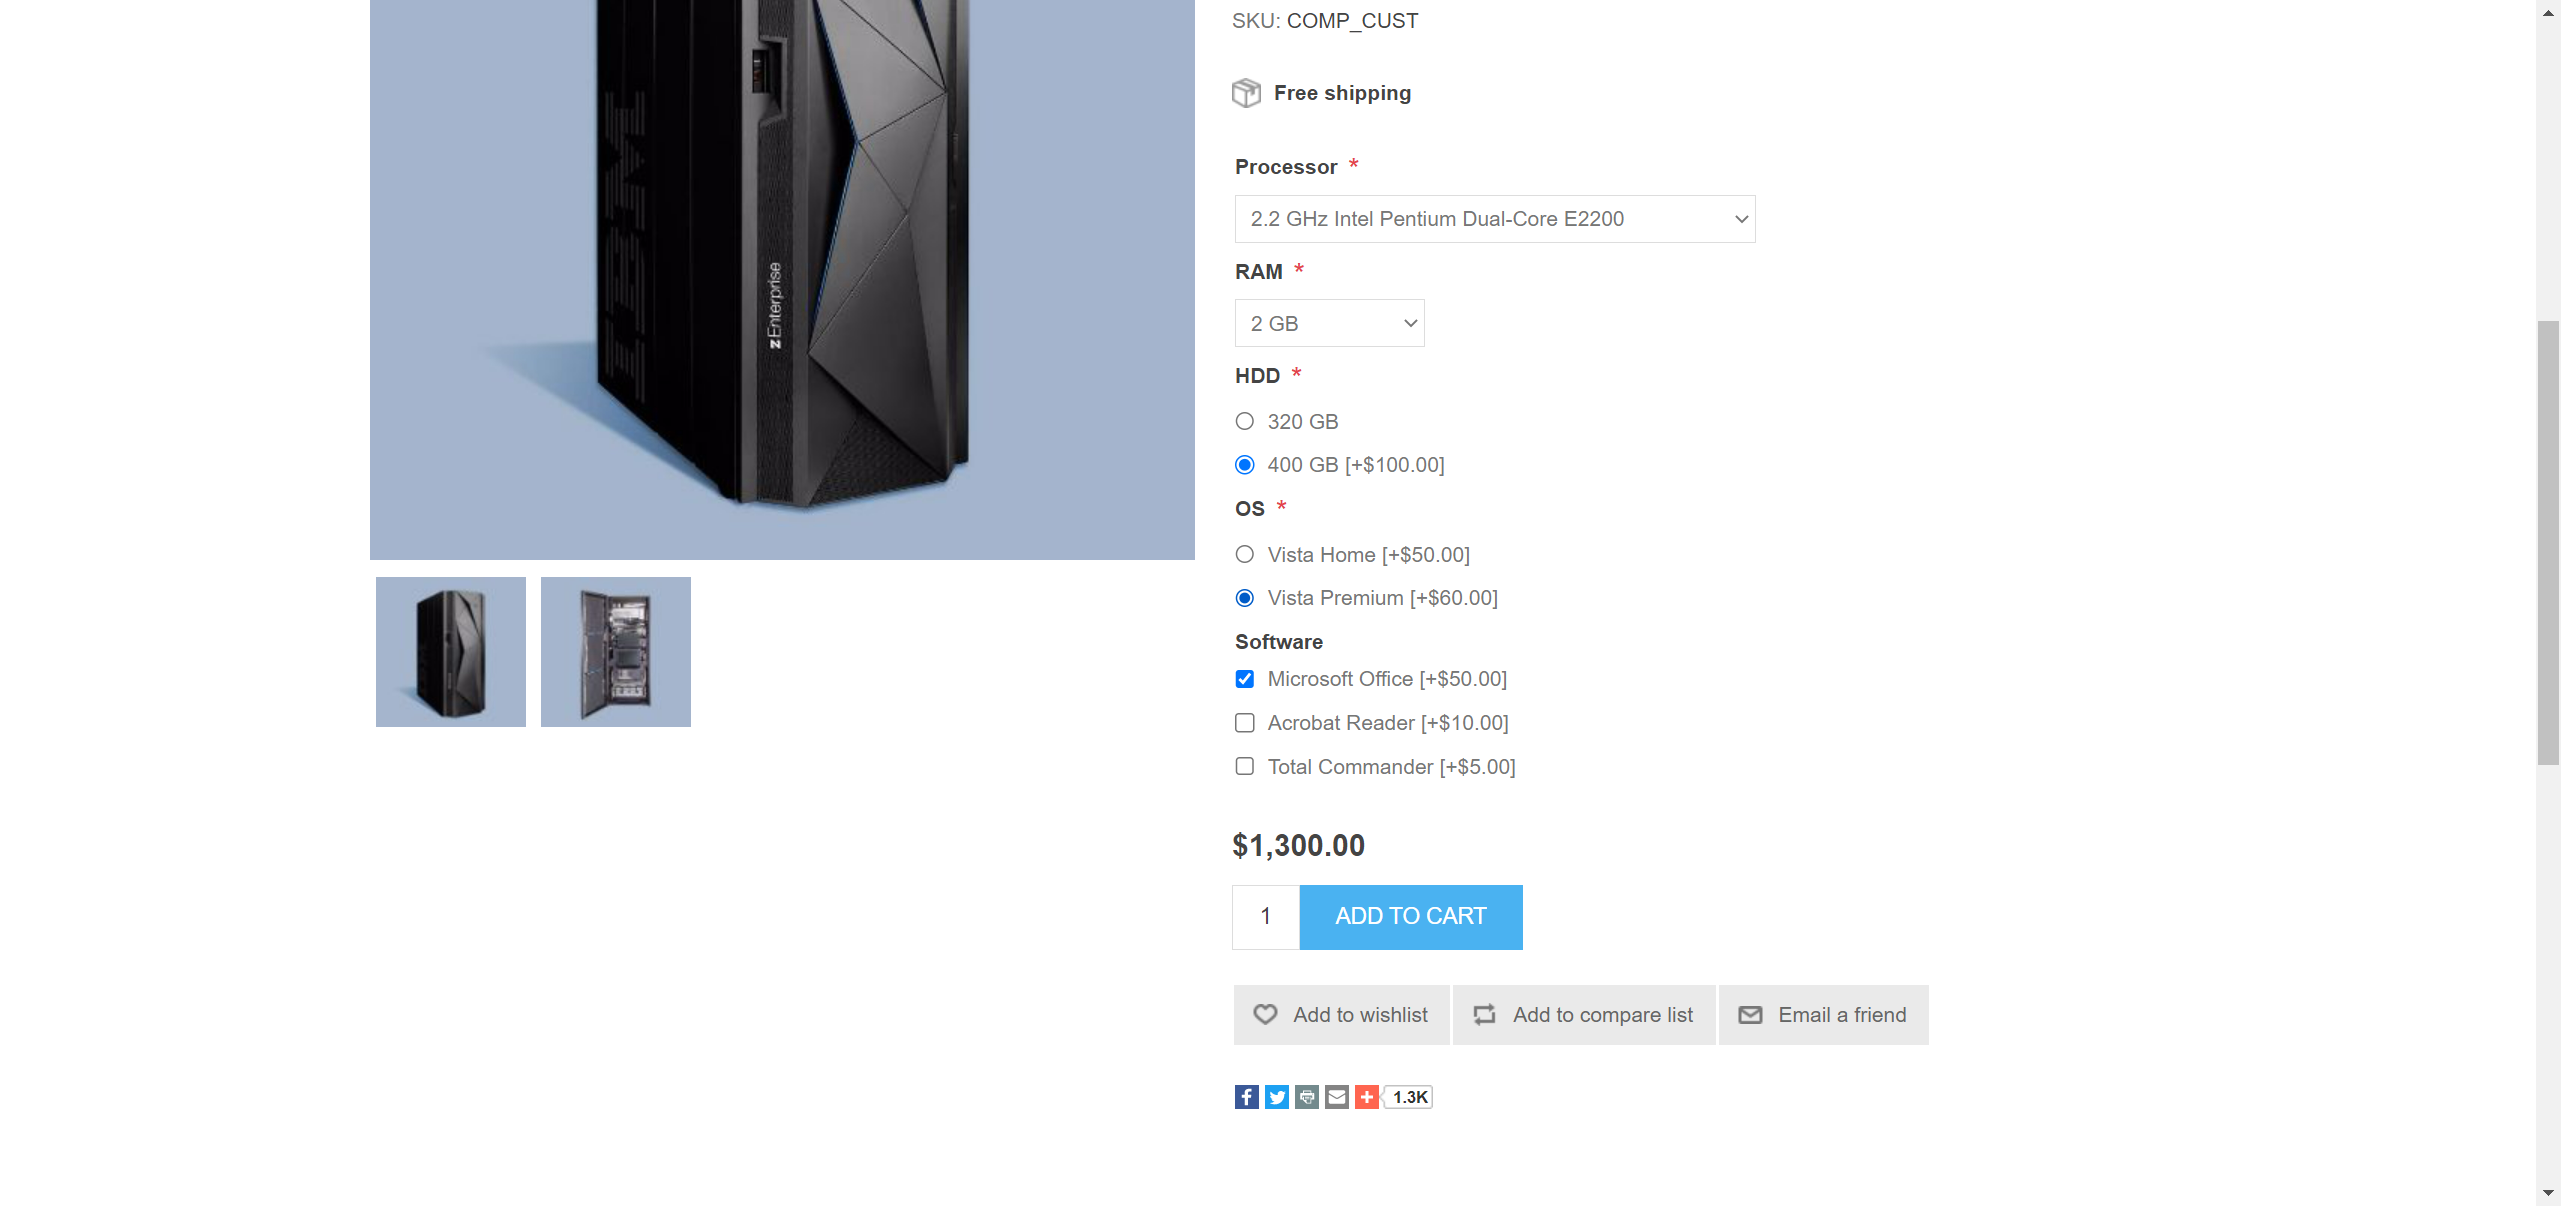 SKU: COMP_CUST
Free shipping
Processor *
2.2 GHz Intel Pentium Dual-Core E2200
RAM *
2 GB
HDD *
320 GB
400 GB [+$100.00]
OS *
Vista Home [+$50.00]
Vista Premium [+$60.00]
Software
Microsoft Office [+$50.00]
Acrobat Reader [+$10.00]
Total Commander [+$5.00]
$1,300.00
1 ADD TO CART
Add to wishlist Add to compare list Email a friend
1.3K
IBM
zEnterprise